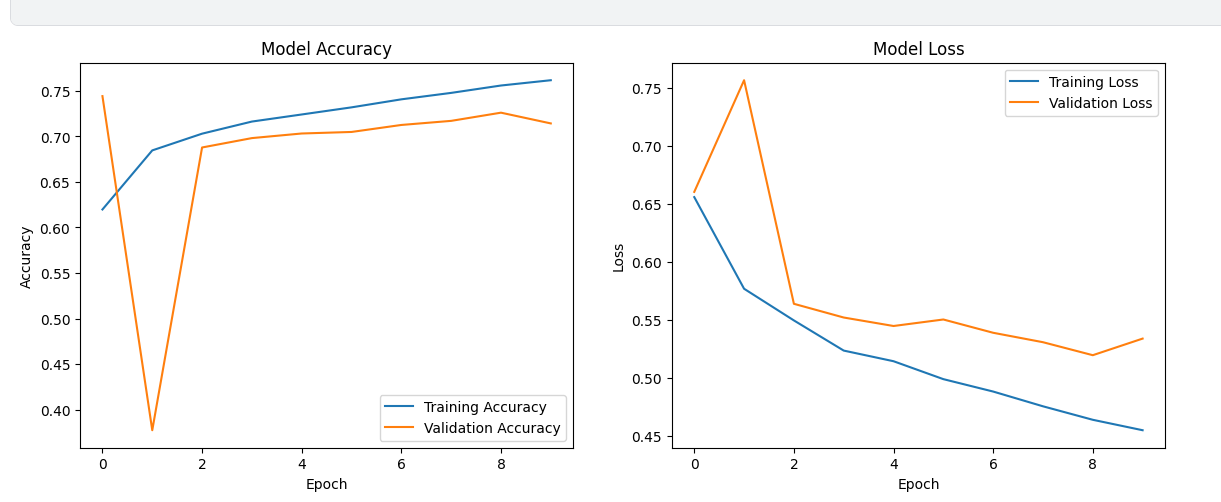 Model Accuracy
0.75
0.70
0.65
0.60
0.55
0.50
0.45
0.40
Accuracy
Training Accuracy
Validation Accuracy
0 2 4 6 8
Epoch
Model Loss
Training Loss
Validation Loss
0.75
0.70
0.65
0.60
0.55
0.50
0.45
Loss
0 2 4 6 8
Epoch